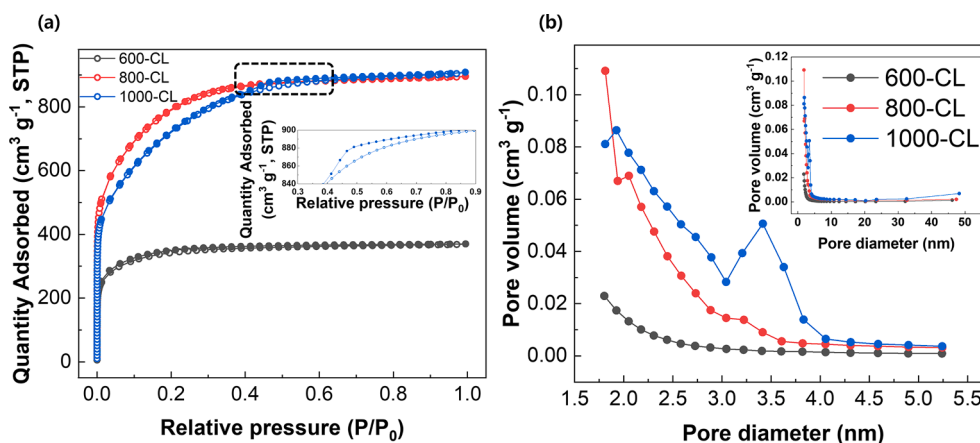 (a)
Quantity Adsorbed (cm³ g⁻¹, STP)
800
600
400
200
0
600-CL
800-CL
1000-CL
Quantity Adsorbed
(cm³ g⁻¹, STP)
900
880
860
840
0.3 0.4 0.5 0.6 0.7 0.8 0.9
Relative pressure (P/P₀)
0.0 0.2 0.4 0.6 0.8 1.0
Relative pressure (P/P₀)
(b)
Pore volume (cm³ g⁻¹)
0.10
0.08
0.06
0.04
0.02
0.00
Pore volume (cm³ g⁻¹)
0.12
0.10
0.08
0.06
0.04
0.02
0.00
600-CL
800-CL
1000-CL
0 10 20 30 40 50 60
Pore diameter (nm)
1.5 2.0 2.5 3.0 3.5 4.0 4.5 5.0 5.5
Pore diameter (nm)